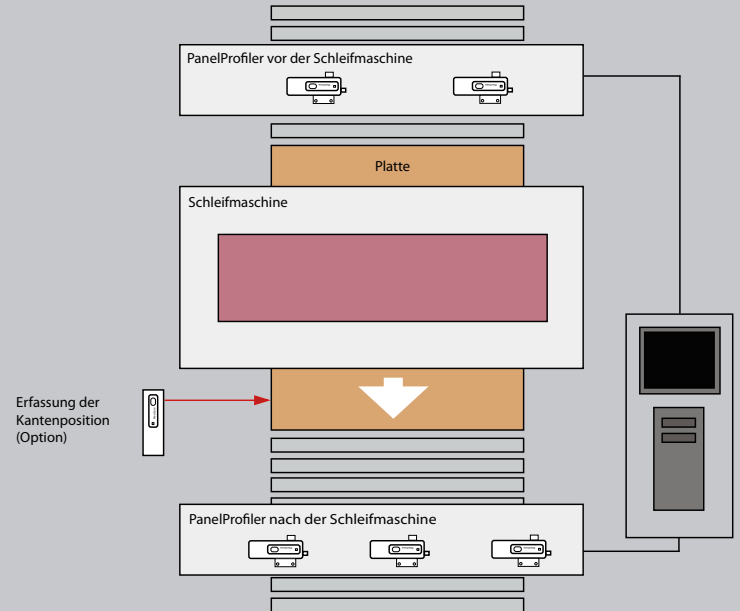 PanelProfiler vor der Schleifmaschine
Platte
Schleifmaschine
Erfassung der
Kantenposition
(Option)
PanelProfiler nach der Schleifmaschine